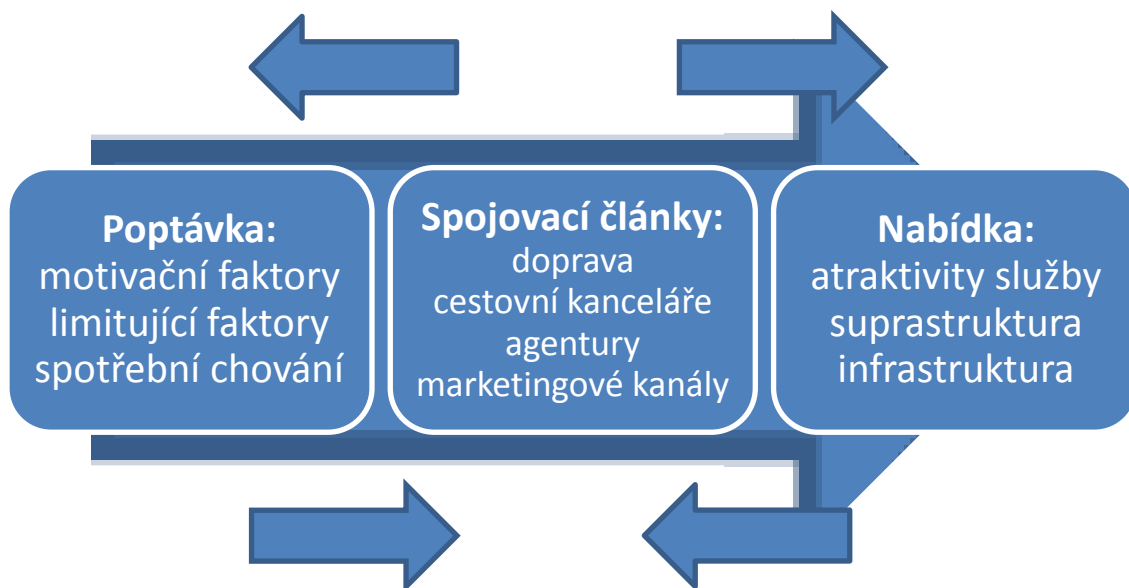 Poptávka:
motivační faktory
limitující faktory
spotřební chování
Spojovací články:
doprava
cestovní kanceláře
agentury
marketingové kanály
Nabídka:
atraktivity služby
suprastruktura
infrastruktura